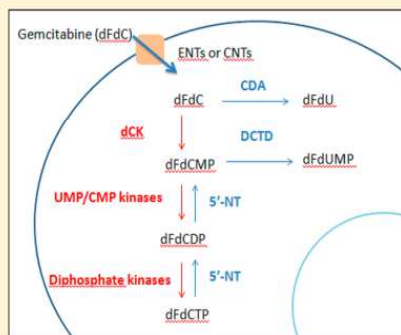 Gemcitabine (dFdC)
ENTs or CNTs
CDA
dFdC
dFdU
dCK
DCTD
dFdCMP
dFdUMP
UMP/CMP kinases
5'-NT
dFdCDP
Diphosphate kinases
5'-NT
dFdCTP